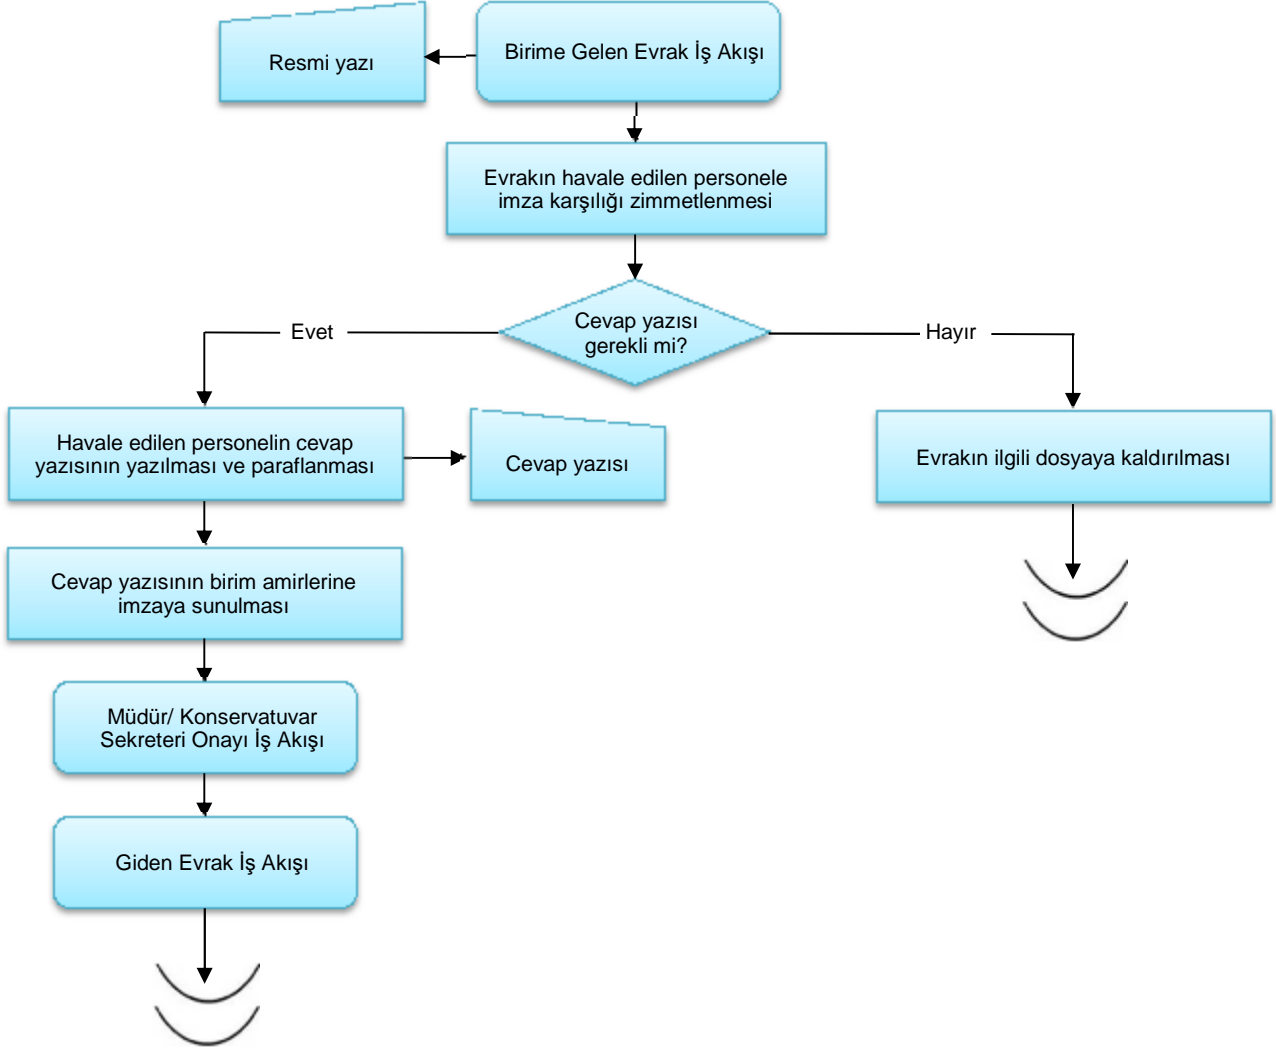 Resmi yazı
Birime Gelen Evrak İş Akışı
Evrakın havale edilen personele
imza karşılığı zimmetlenmesi
Cevap yazısı
gerekli mi?
Evet
Hayır
Havale edilen personelin cevap
yazısının yazılması ve paraflanması
Cevap yazısı
Evrakın ilgili dosyaya kaldırılması
Cevap yazısının birim amirlerine
imzaya sunulması
Müdür/ Konservatuvar
Sekreteri Onayı İş Akışı
Giden Evrak İş Akışı